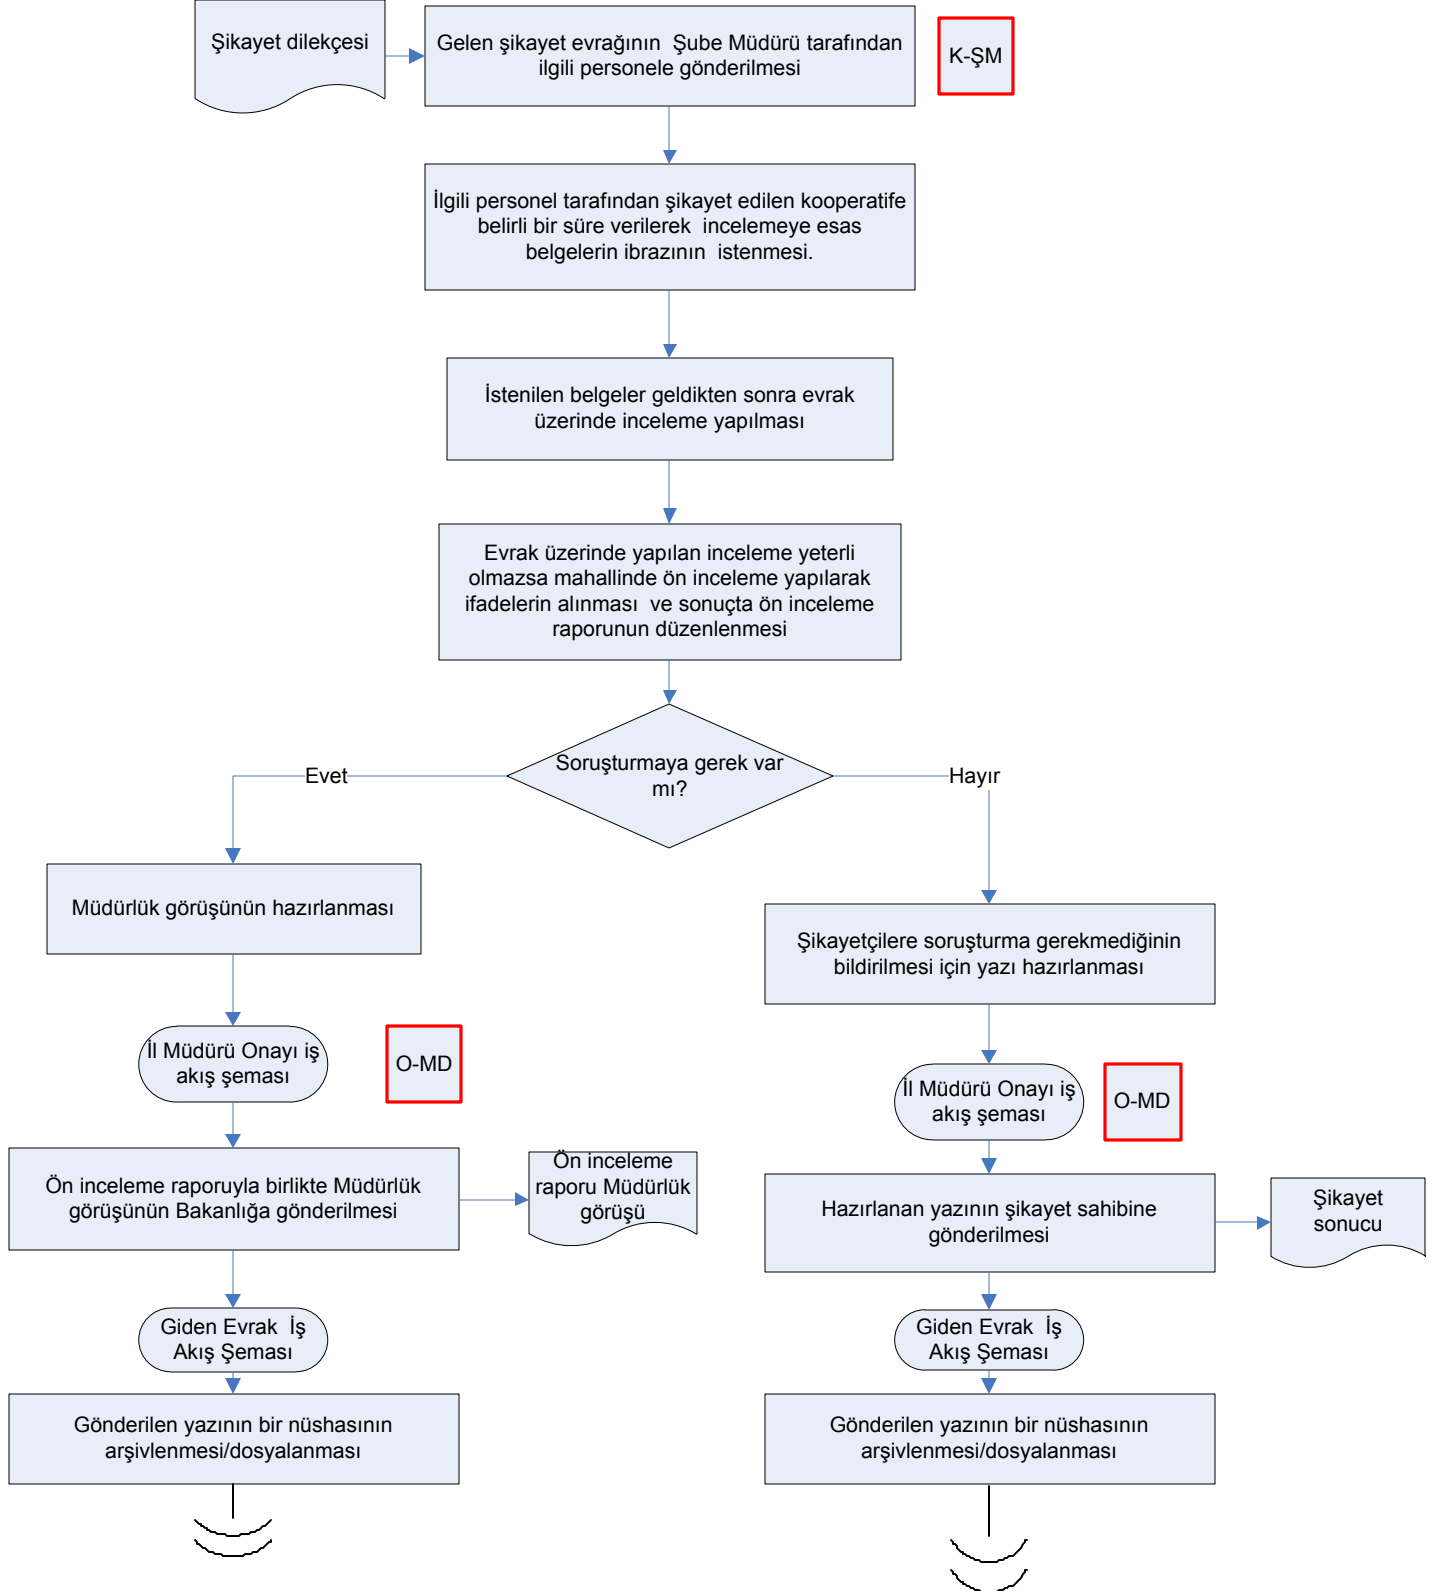 Şikayet dilekçesi
Gelen şikayet evrağının Şube Müdürü tarafından
ilgili personele gönderilmesi
K-ŞM
İlgili personel tarafından şikayet edilen kooperatife
belirli bir süre verilerek incelemeye esas
belgelerin ibrazının istenmesi.
İstenilen belgeler geldikten sonra evrak
üzerinde inceleme yapılması
Evrak üzerinde yapılan inceleme yeterli
olmazsa mahallinde ön inceleme yapılarak
ifadelerin alınması ve sonuçta ön inceleme
raporunun düzenlenmesi
Soruşturmaya gerek var
mı?
Evet
Hayır
Müdürlük görüşünün hazırlanması
İl Müdürü Onayı iş
akış şeması
O-MD
Ön inceleme raporuyla birlikte Müdürlük
görüşünün Bakanlığa gönderilmesi
Ön inceleme
raporu Müdürlük
görüşü
Giden Evrak İş
Akış Şeması
Gönderilen yazının bir nüshasının
arşivlenmesi/dosyalanması
Şikayetçilere soruşturma gerekmediğinin
bildirilmesi için yazı hazırlanması
İl Müdürü Onayı iş
akış şeması
O-MD
Hazırlanan yazının şikayet sahibine
gönderilmesi
Şikayet
sonucu
Giden Evrak İş
Akış Şeması
Gönderilen yazının bir nüshasının
arşivlenmesi/dosyalanması